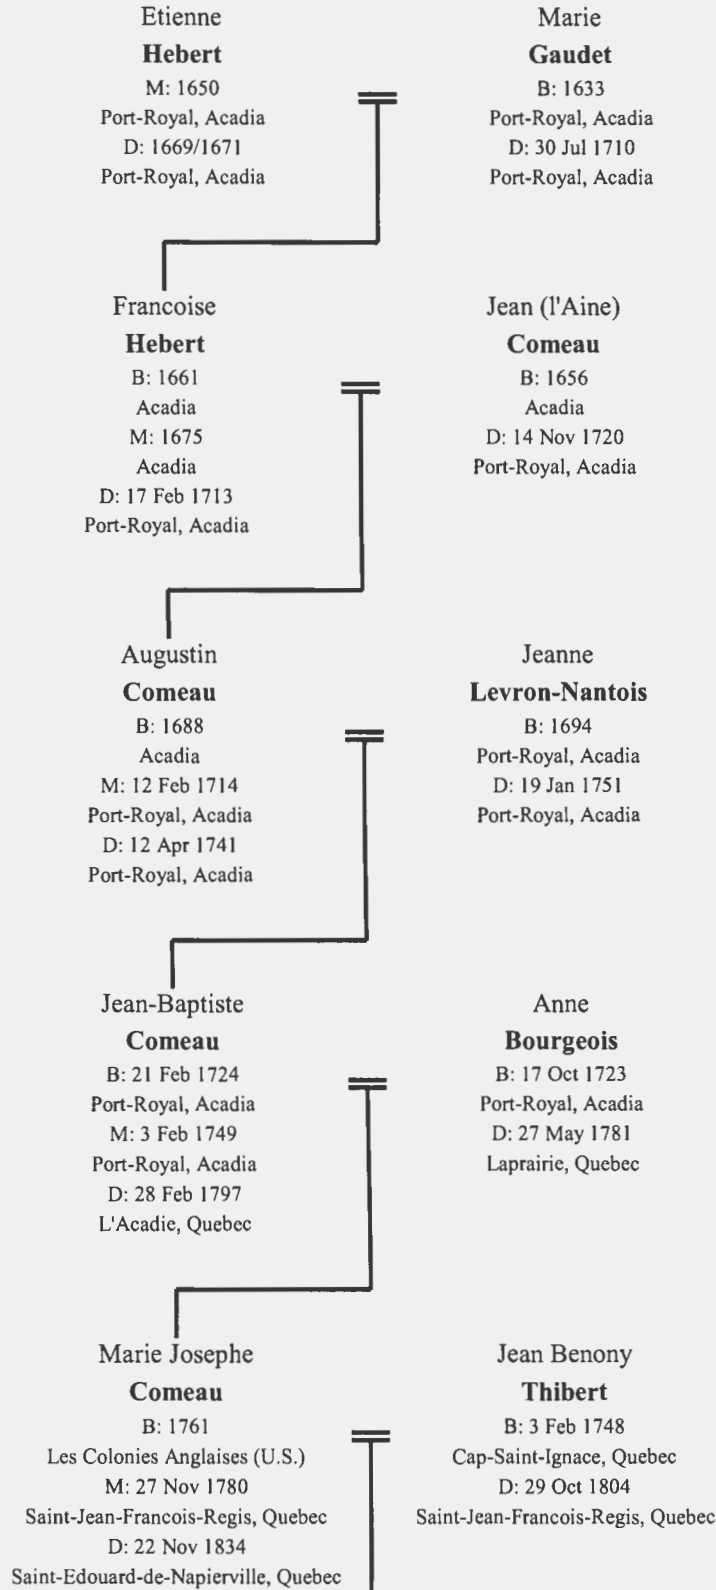 Etienne
Hebert
M: 1650
Port-Royal, Acadia
D: 1669/1671
Port-Royal, Acadia
Marie
Gaudet
B: 1633
Port-Royal, Acadia
D: 30 Jul 1710
Port-Royal, Acadia
Francoise
Hebert
B: 1661
Acadia
M: 1675
Acadia
D: 17 Feb 1713
Port-Royal, Acadia
Jean (l'Aine)
Comeau
B: 1656
Acadia
D: 14 Nov 1720
Port-Royal, Acadia
Augustin
Comeau
B: 1688
Acadia
M: 12 Feb 1714
Port-Royal, Acadia
D: 12 Apr 1741
Port-Royal, Acadia
Jeanne
Levron-Nantois
B: 1694
Port-Royal, Acadia
D: 19 Jan 1751
Port-Royal, Acadia
Jean-Baptiste
Comeau
B: 21 Feb 1724
Port-Royal, Acadia
M: 3 Feb 1749
Port-Royal, Acadia
D: 28 Feb 1797
L'Acadie, Quebec
Anne
Bourgeois
B: 17 Oct 1723
Port-Royal, Acadia
D: 27 May 1781
Laprairie, Quebec
Marie Josephe
Comeau
B: 1761
Les Colonies Anglaises (U.S.)
M: 27 Nov 1780
Saint-Jean-Francois-Regis, Quebec
D: 22 Nov 1834
Saint-Edouard-de-Napierville, Quebec
Jean Benony
Thibert
B: 3 Feb 1748
Cap-Saint-Ignace, Quebec
D: 29 Oct 1804
Saint-Jean-Francois-Regis, Quebec